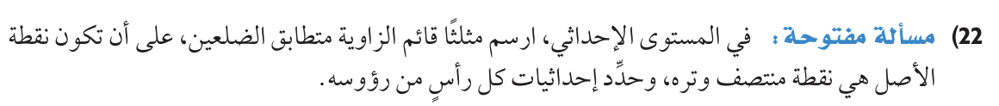 22) مسألة مفتوحة: في المستوى الإحداثي، ارسم مثلثًا قائم الزاوية متطابق الضلعين، على أن تكون نقطة
الأصل هي نقطة منتصف وتره، وحدِّد إحداثيات كل رأسٍ من رؤوسه.